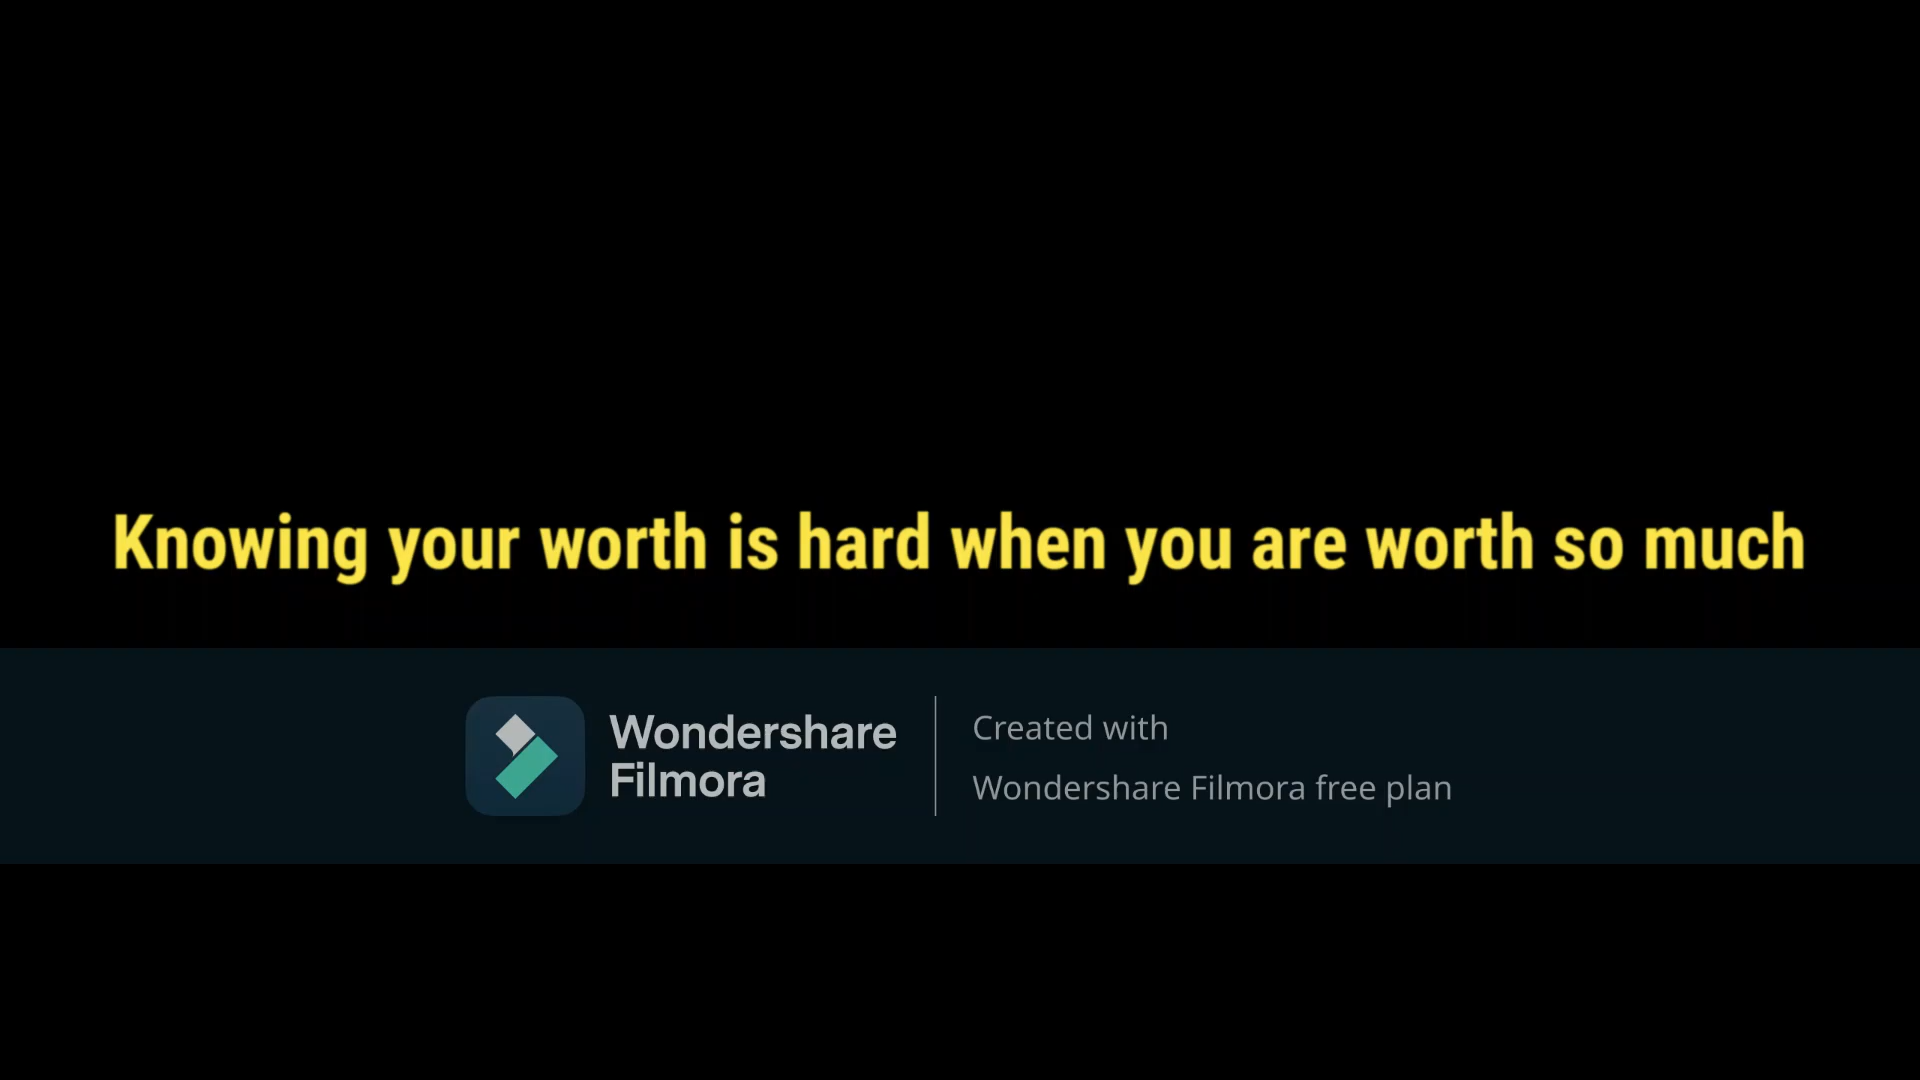 Knowing your worth is hard when you are worth so much
Wondershare
Filmora
Created with
Wondershare Filmora free plan